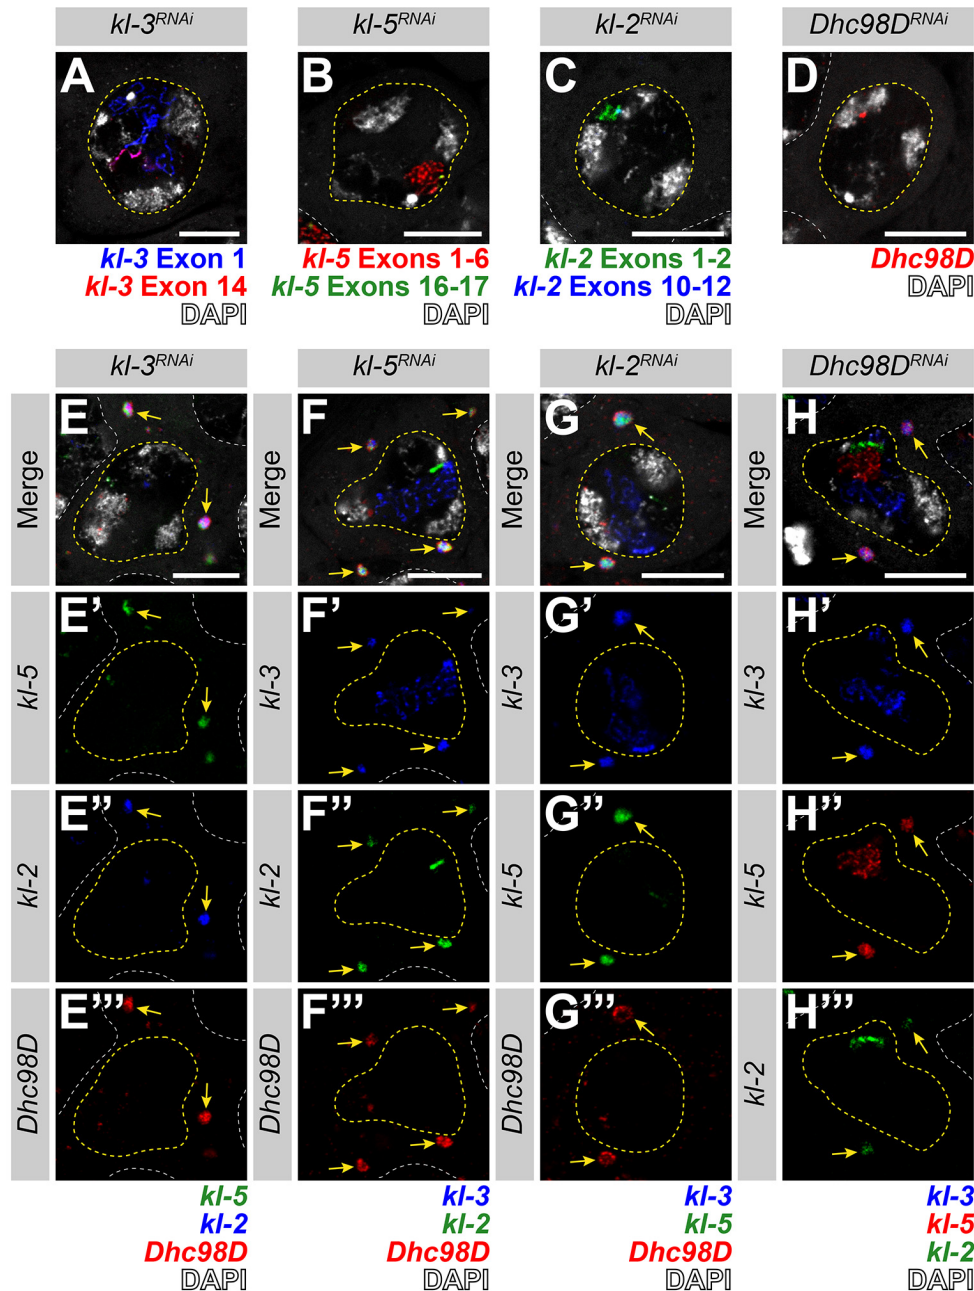 kl-3RNAi
kl-5RNAi
kl-2RNAi
Dhc98DRNAi
A
B
C
D
kl-3 Exon 1
kl-3 Exon 14
DAPI
kl-5 Exons 1-6
kl-5 Exons 16-17
DAPI
kl-2 Exons 1-2
kl-2 Exons 10-12
DAPI
Dhc98D
DAPI
kl-3RNAi
kl-5RNAi
kl-2RNAi
Dhc98DRNAi
Merge
E
Merge
F
Merge
G
Merge
H
kl-5
E’
kl-3
F’
kl-3
G’
kl-3
H’
kl-2
E’’
kl-2
F’’
kl-5
G’’
kl-5
H’’
Dhc98D
E’’’
Dhc98D
F’’’
Dhc98D
G’’’
kl-2
H’’’
kl-5
kl-2
Dhc98D
DAPI
kl-3
kl-2
Dhc98D
DAPI
kl-3
kl-5
Dhc98D
DAPI
kl-3
kl-5
kl-2
DAPI